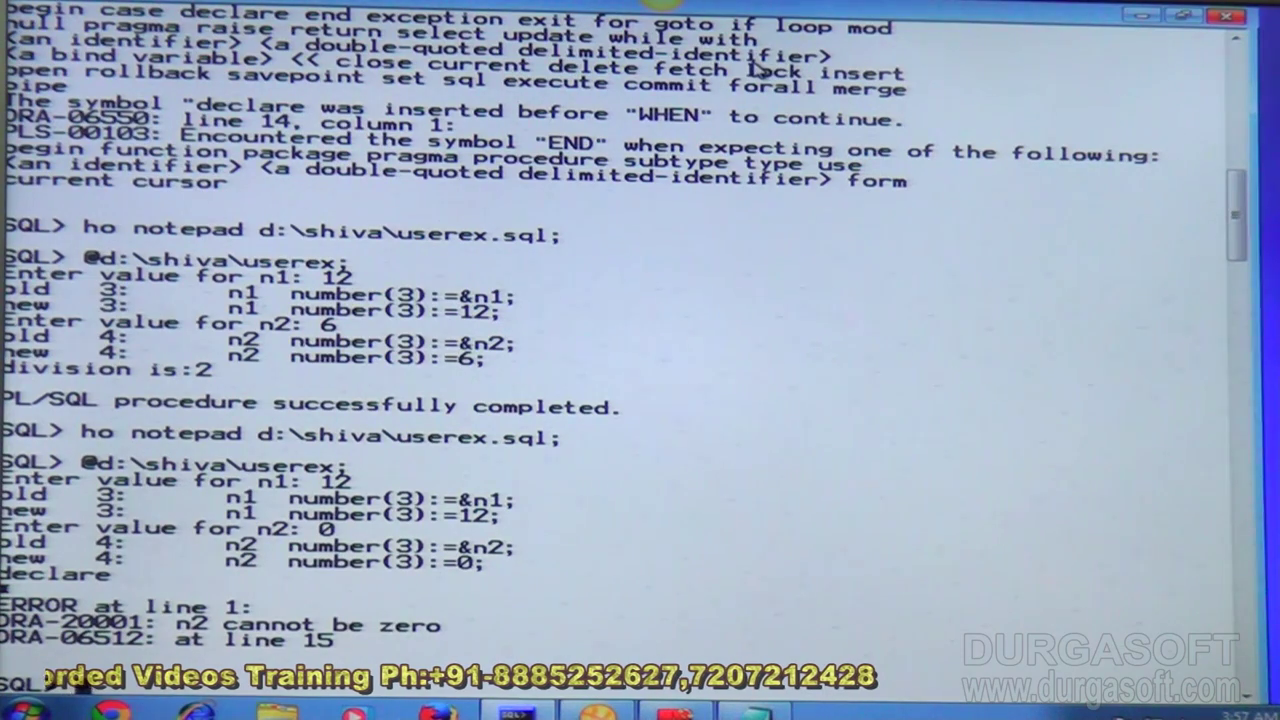 begin case declare end exception exit for goto if loop mod
null pragma raise return select update while with
<an identifier> <a double-quoted delimited-identifier>
<a bind variable> << close current delete fetch lock insert
open rollback savepoint set sql execute commit forall merge
pipe
The symbol "declare was inserted before "WHEN" to continue.
ORA-06550: line 14, column 1:
PLS-00103: Encountered the symbol "END" when expecting one of the following:
begin function package pragma procedure subtype type use
<an identifier> <a double-quoted delimited-identifier> form
current cursor
SQL> ho notepad d:\shiva\userex.sql;
SQL> @d:\shiva\userex;
Enter value for n1: 12
old 3: n1 number(3):=&n1;
new 3: n1 number(3):=12;
Enter value for n2: 6
old 4: n2 number(3):=&n2;
new 4: n2 number(3):=6;
division is:2
PL/SQL procedure successfully completed.
SQL> ho notepad d:\shiva\userex.sql;
SQL> @d:\shiva\userex;
Enter value for n1: 12
old 3: n1 number(3):=&n1;
new 3: n1 number(3):=12;
Enter value for n2: 0
old 4: n2 number(3):=&n2;
new 4: n2 number(3):=0;
declare
*
ERROR at line 1:
ORA-20001: n2 cannot be zero
ORA-06512: at line 15
SQL>
orded Videos Training Ph:+91-8885252627,7207212428
DURGASOFT
www.durgasoft.com
3:57 AM